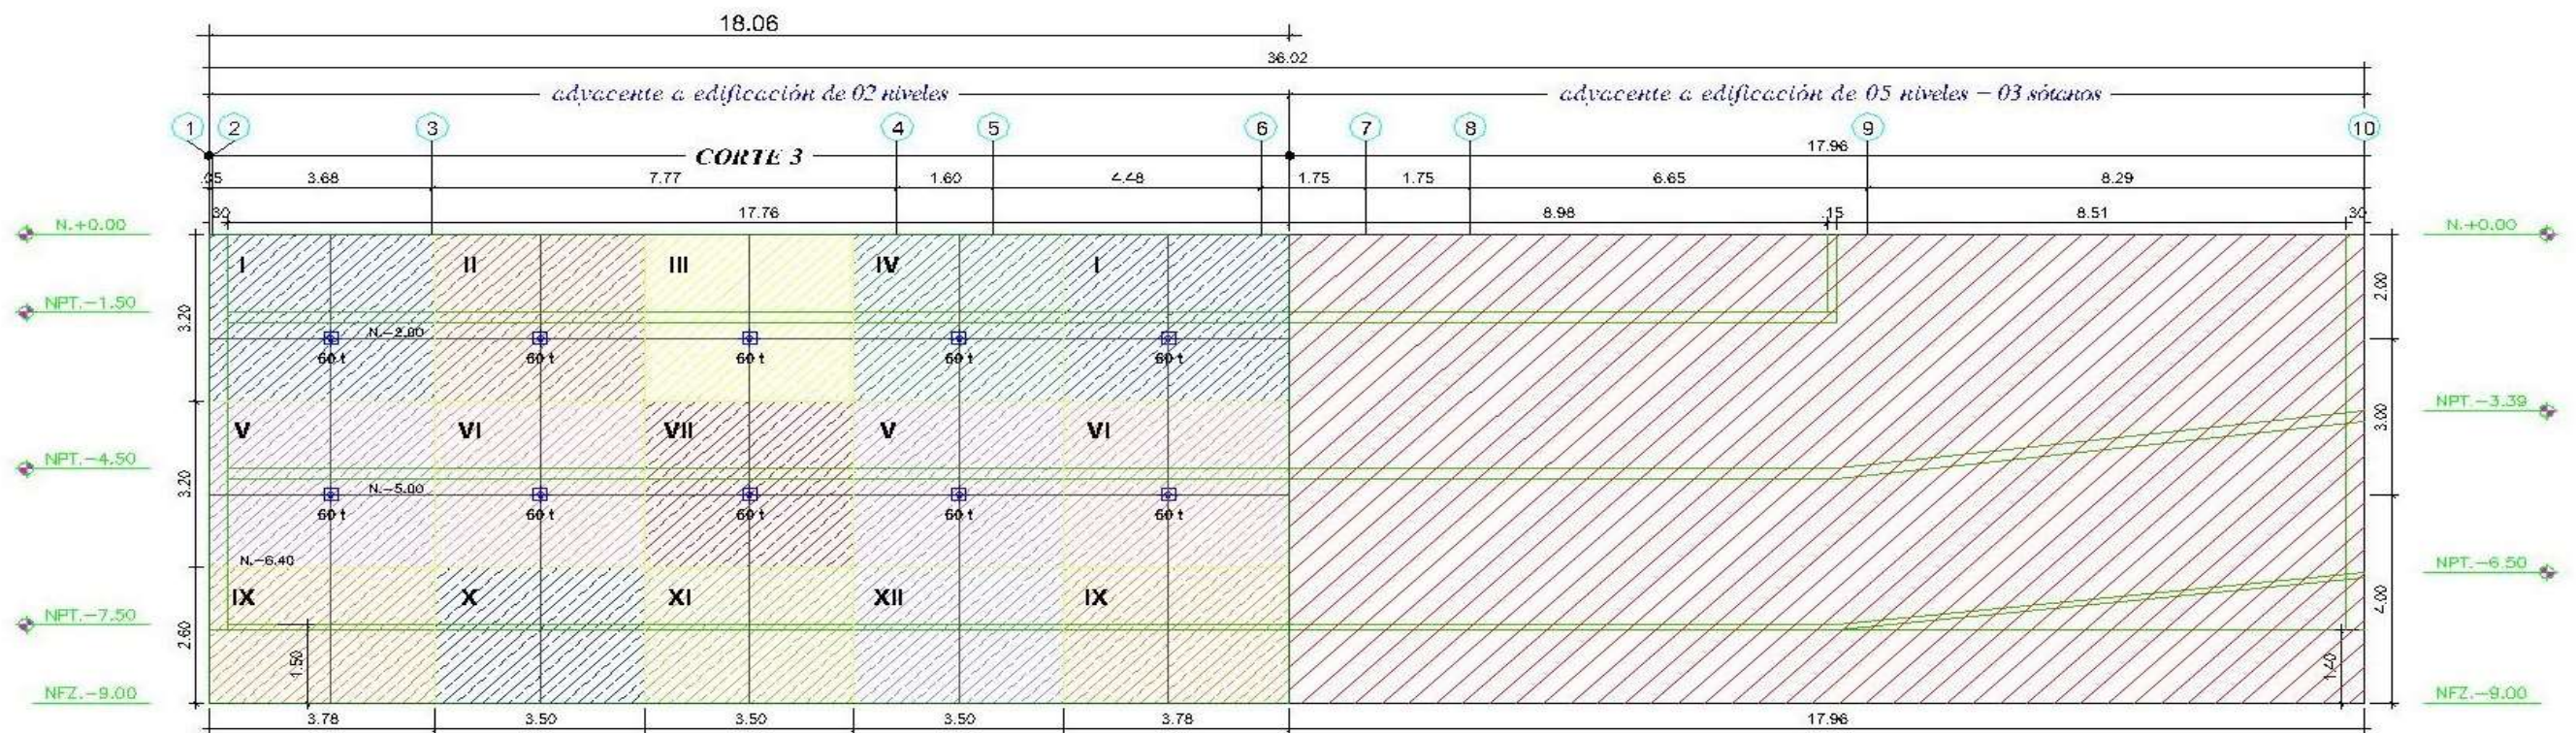 18.06
36.02
adyacente a edificación de 02 niveles
adyacente a edificación de 05 niveles – 03 sótanos
1 2 3 4 5 6 7 8 9 10
CORTE 3
17.96
3.68 7.77 1.60 4.48 1.75 1.75 6.65 8.29
17.76 8.98 .15 8.51 30
N.+0.00
N.+0.00
I II III IV I
2.00
NPT.-1.50
3.20
60 t 60 t 60 t 60 t 60 t
NPT.-3.39
3.00
V VI VII V VI
NPT.-4.50
3.20
N.-5.00
60 t 60 t 60 t 60 t 60 t
N.-6.40
NPT.-6.50
IX X XI XII IX
4.00
NPT.-7.50
2.60
1.50
1.40
NFZ.-9.00
NFZ.-9.00
3.78 3.50 3.50 3.50 3.78 17.96